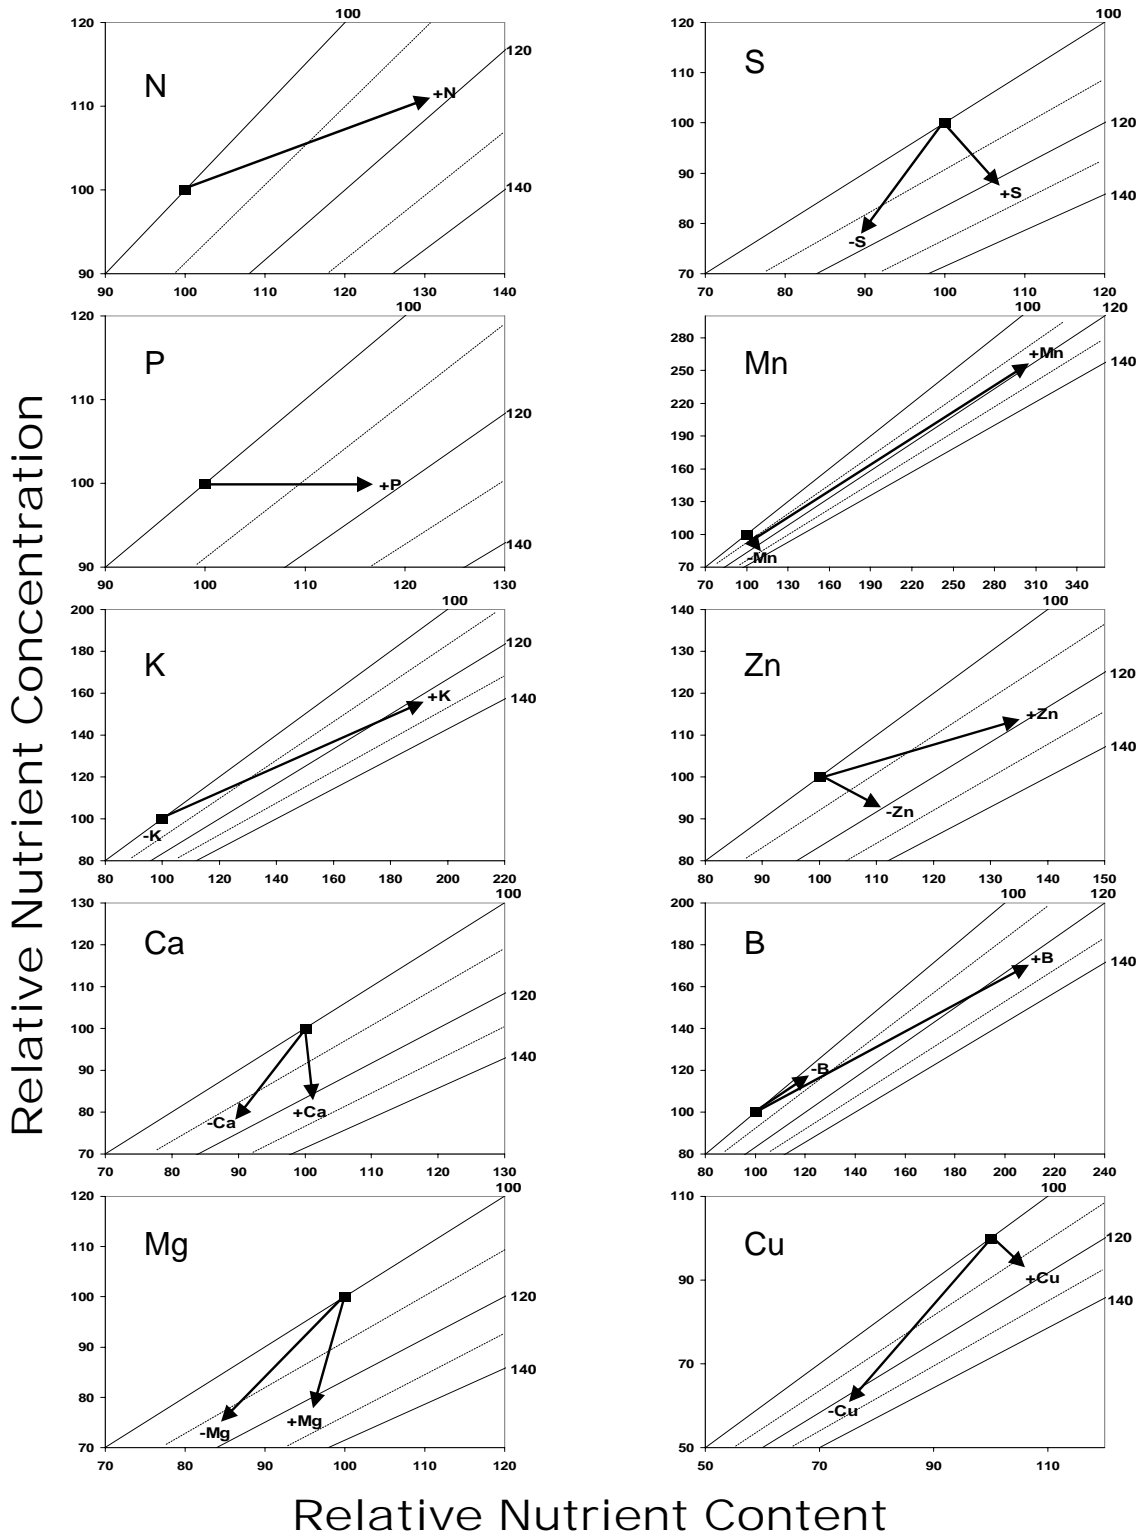 Relative Nutrient Concentration
100
120
N
+N
120
110
100
140
90
90 100 110 120 130 140
100
120
S
110
100
120
90
+S
140
80
-S
70
70 80 90 100 110 120
100
120
P
110
120
100
+P
140
90
90 100 110 120 130
100 120
280
Mn
+Mn
140
250
220
190
160
130
100
-Mn
70
70 100 130 160 190 220 250 280 310 340
100
200
180
120
K
160
+K
140
140
120
100
-K
80
80 100 120 140 160 180 200 220
100
140
130
Zn
120
120
+Zn
110
140
100
-Zn
90
80
80 90 100 110 120 130 140 150
100
130
120
Ca
110
120
100
140
90
80
-Ca +Ca
70
70 80 90 100 110 120 130
100 120
200
180
B
+B
140
160
140
120
-B
100
80
80 100 120 140 160 180 200 220 240
100
120
110
Mg
100
120
90
140
80
-Mg +Mg
70
70 80 90 100 110 120
100
110
Cu
120
90
+Cu
140
70
-Cu
50
50 70 90 110
Relative Nutrient Content